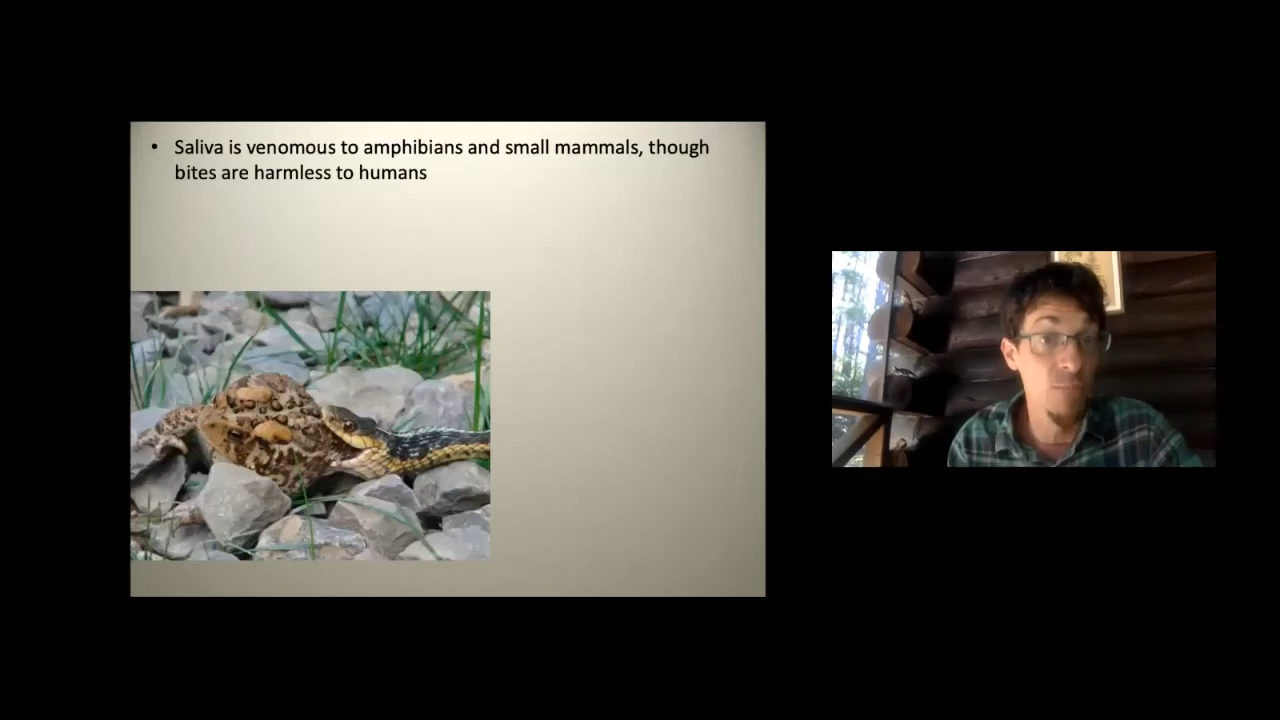 • Saliva is venomous to amphibians and small mammals, though
bites are harmless to humans